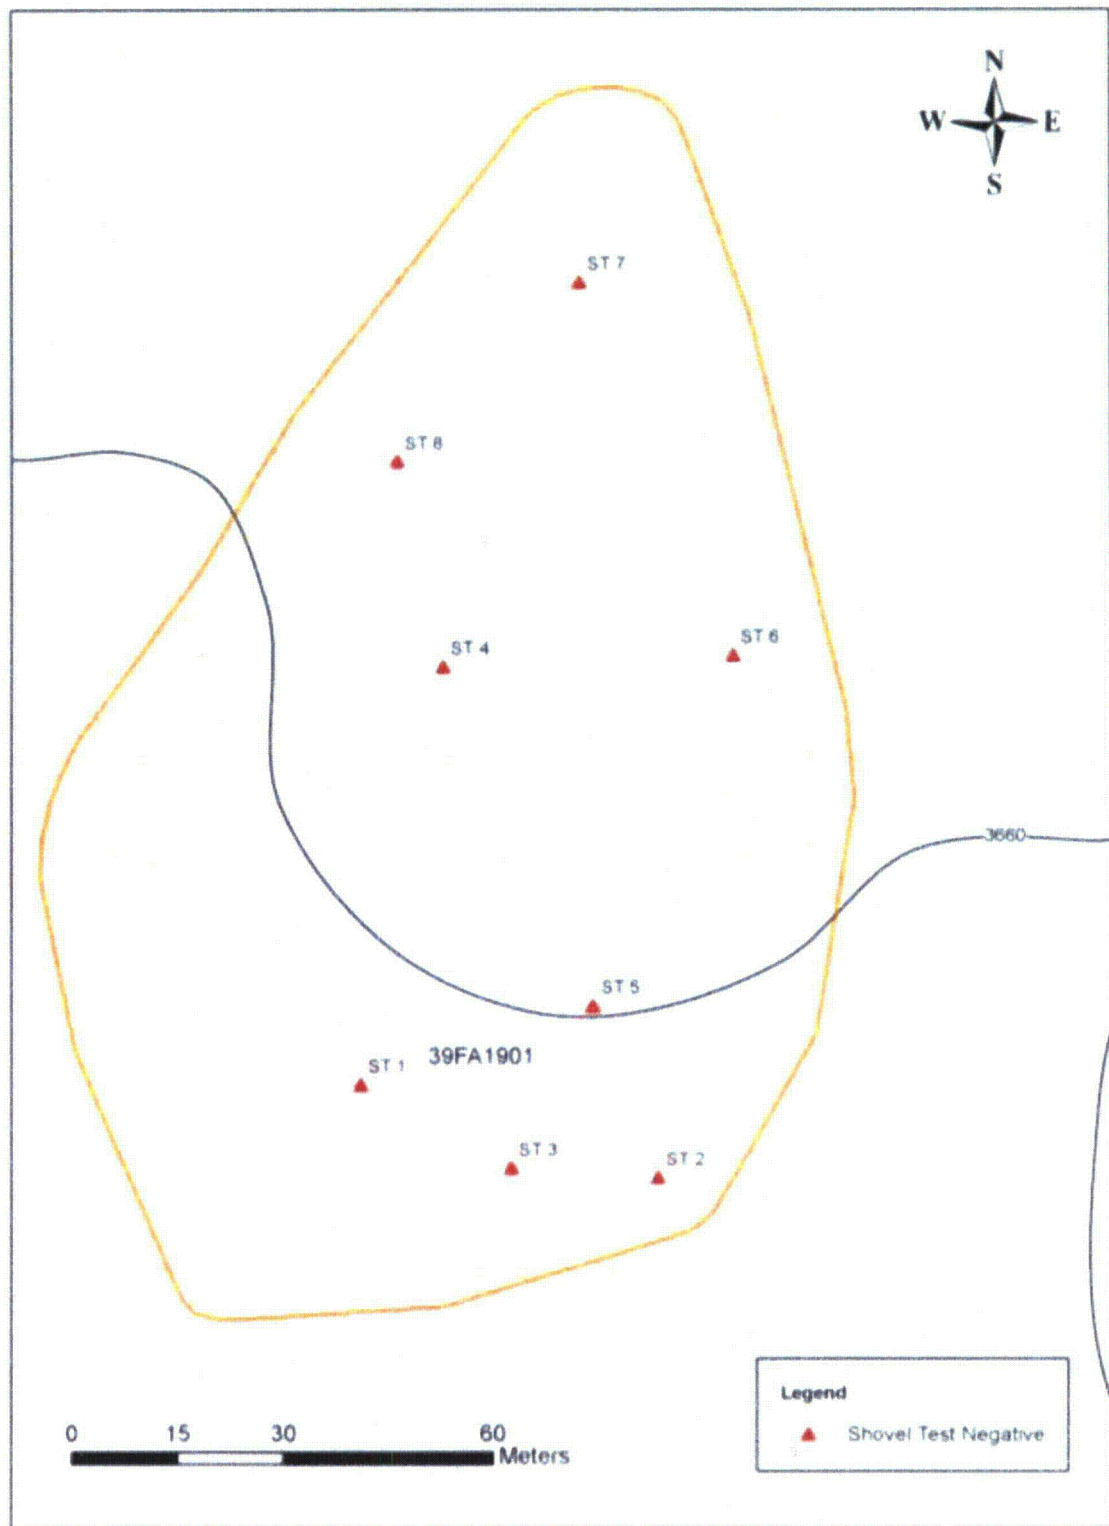 N
W E
S
ST 7
ST 8
ST 4
ST 6
3660
ST 5
39FA1901
ST 1
ST 3
ST 2
Legend
Shovel Test Negative
0 15 30 60
Meters